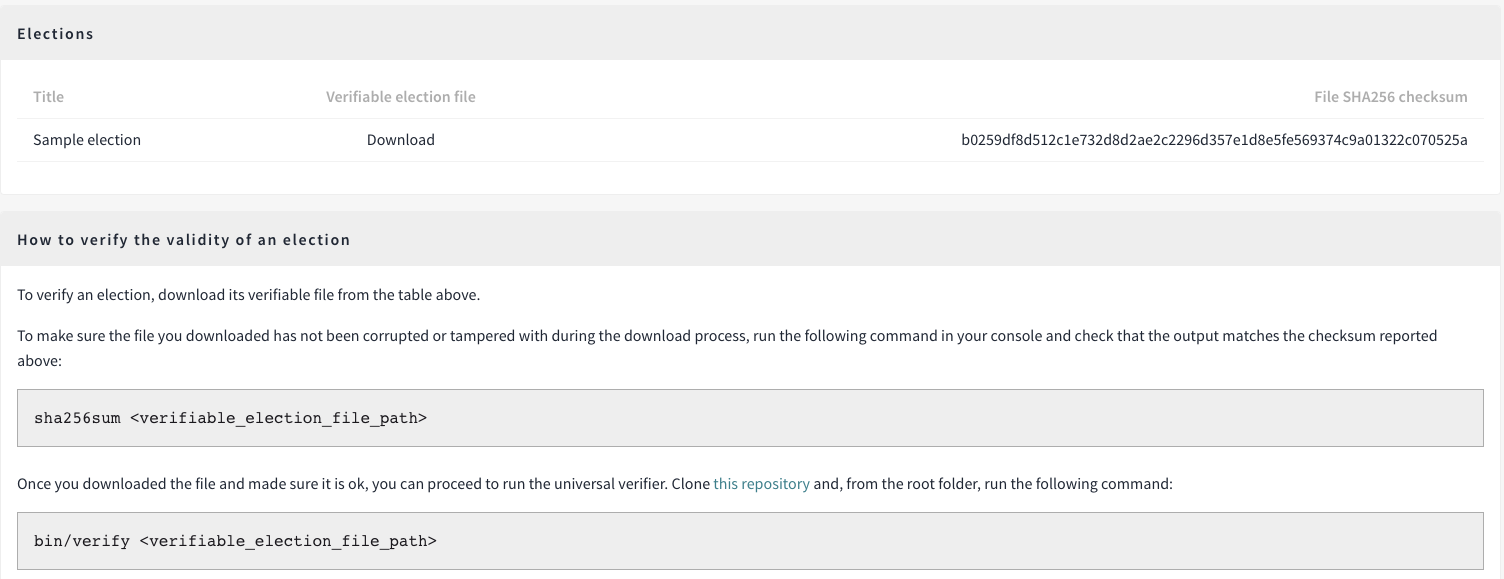 Elections
Title Verifiable election file File SHA256 checksum
Sample election Download b0259df8d512c1e732d8d2ae2c2296d357e1d8e5fe569374c9a01322c070525a
How to verify the validity of an election
To verify an election, download its verifiable file from the table above.
To make sure the file you downloaded has not been corrupted or tampered with during the download process, run the following command in your console and check that the output matches the checksum reported
above:
sha256sum <verifiable_election_file_path>
Once you downloaded the file and made sure it is ok, you can proceed to run the universal verifier. Clone this repository and, from the root folder, run the following command:
bin/verify <verifiable_election_file_path>